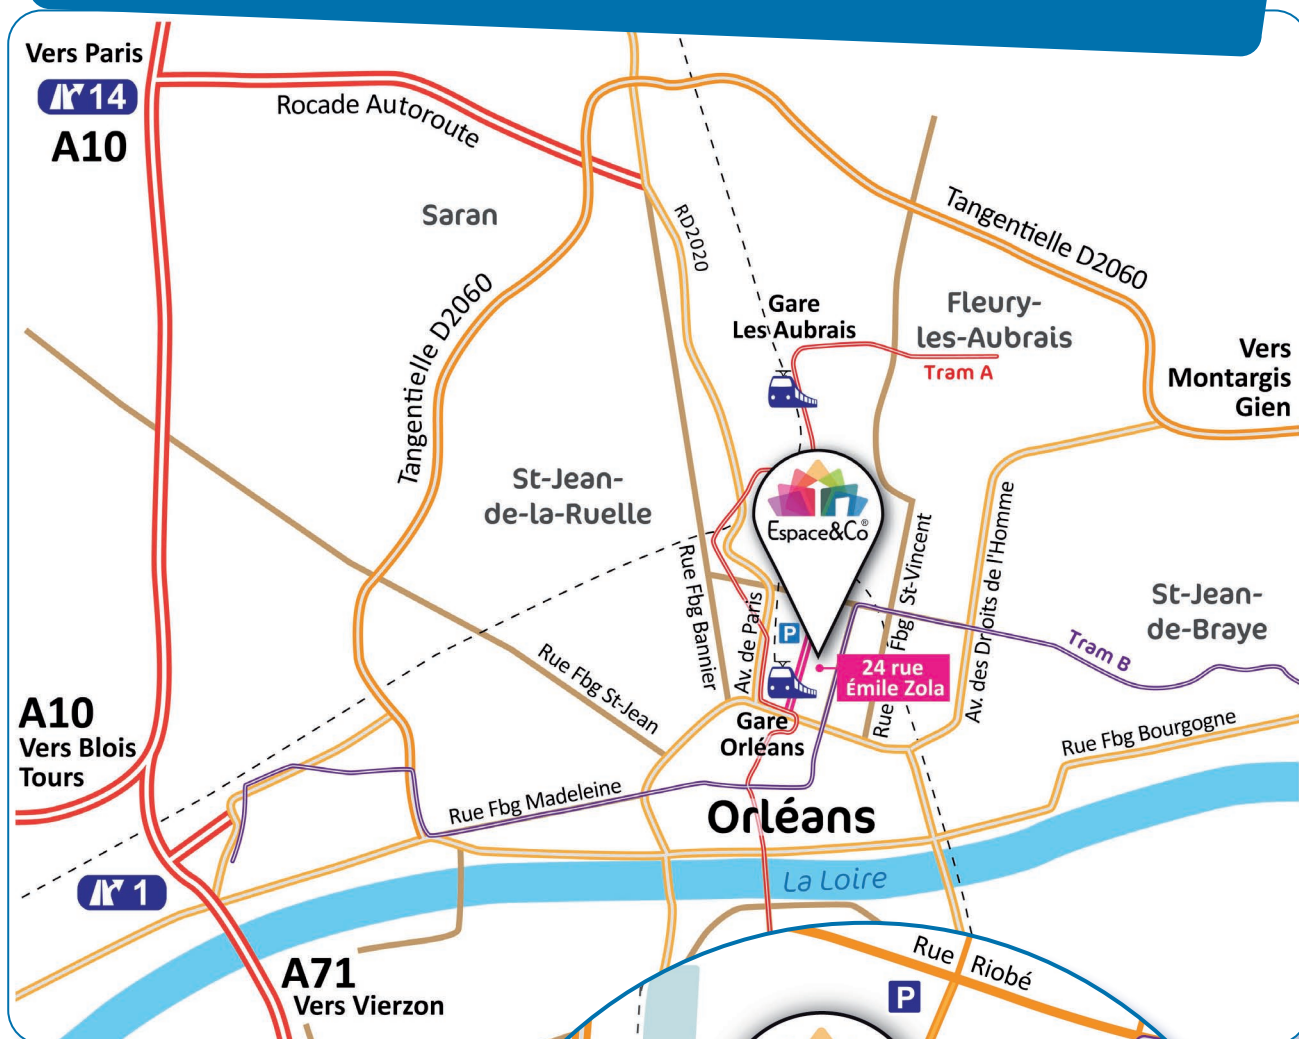 Vers Paris
14
A10
Rocade Autoroute
Saran
RD2020
Tangentielle D2060
Tangentielle D2060
Gare
Les Aubrais
Fleury-
les-Aubrais
Tram A
Vers
Montargis
Gien
St-Jean-
de-la-Ruelle
Espace&Co®
Rue Fbg Bannier
Av. de Paris
P
Rue Fbg St-Vincent
Av. des Droits de l'Homme
St-Jean-
de-Braye
Tram B
24 rue
Émile Zola
Rue Fbg St-Jean
Gare
Orléans
A10
Vers Blois
Tours
Rue Fbg Bourgogne
Rue Fbg Madeleine
Orléans
La Loire
1
A71
Vers Vierzon
Rue Riobé
P